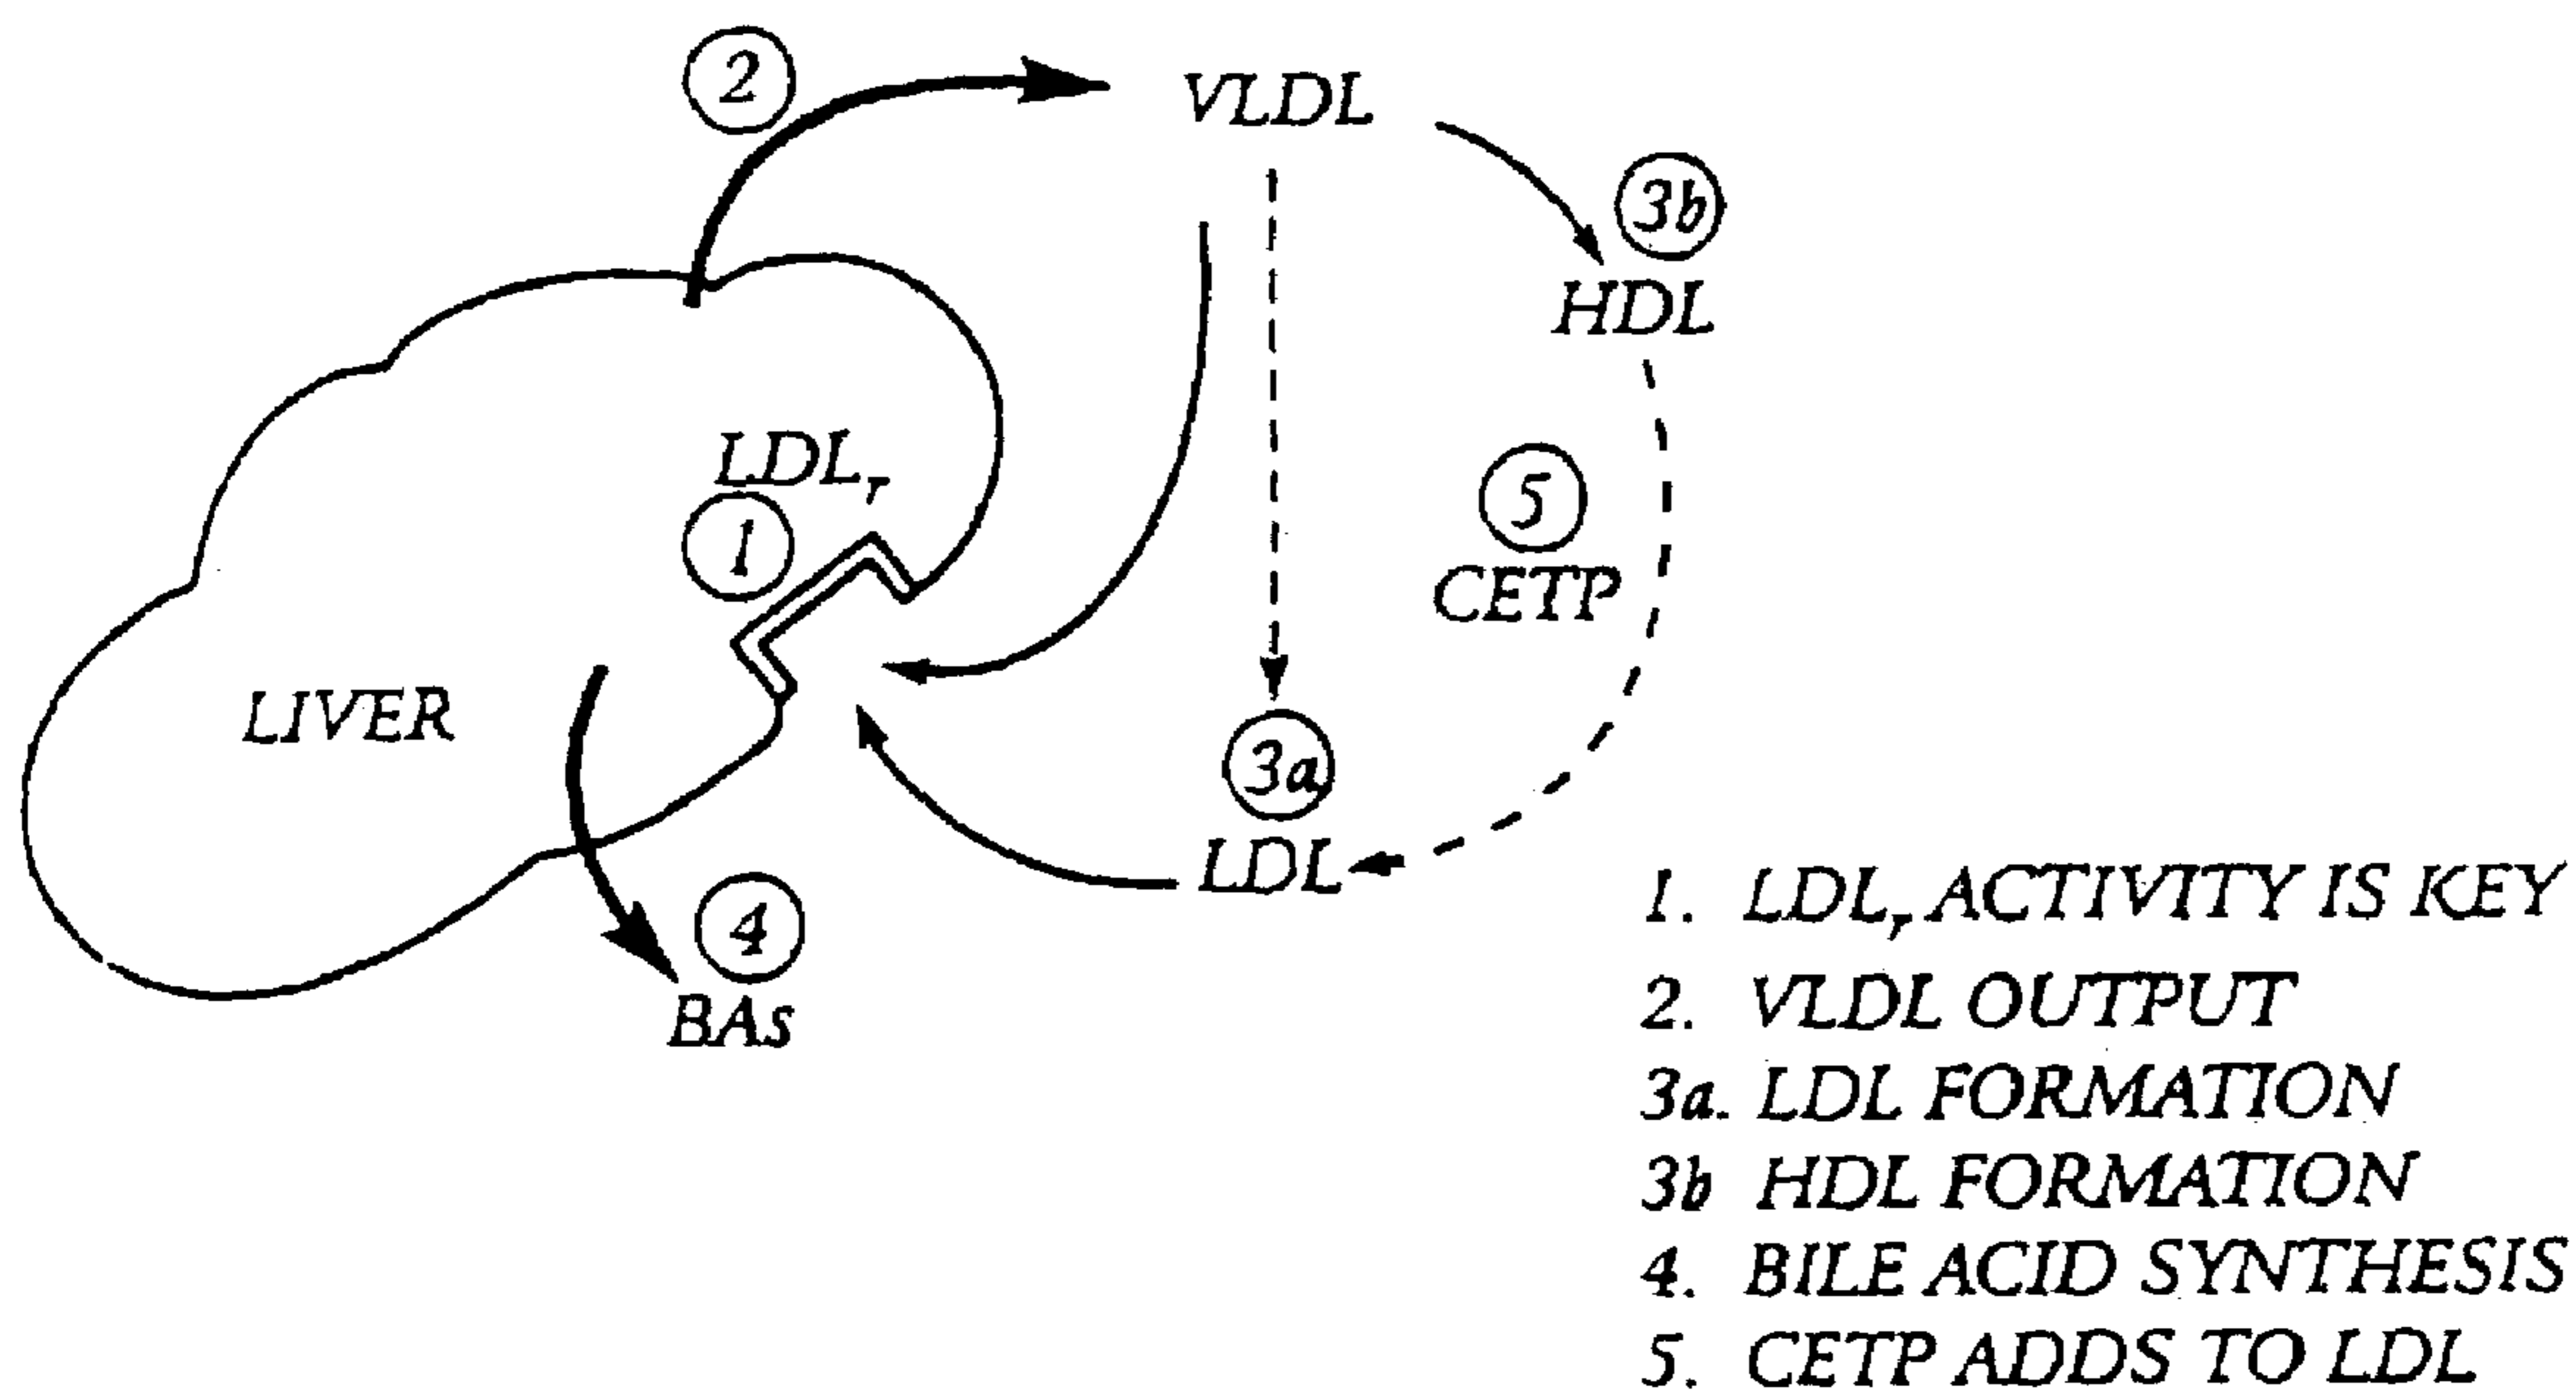 2
VLDL
3b
HDL
LDLr
1
5
CETP
LIVER
3a
LDL
4
BAs
1. LDLr ACTIVITY IS KEY
2. VLDL OUTPUT
3a. LDL FORMATION
3b HDL FORMATION
4. BILE ACID SYNTHESIS
5. CETP ADDS TO LDL